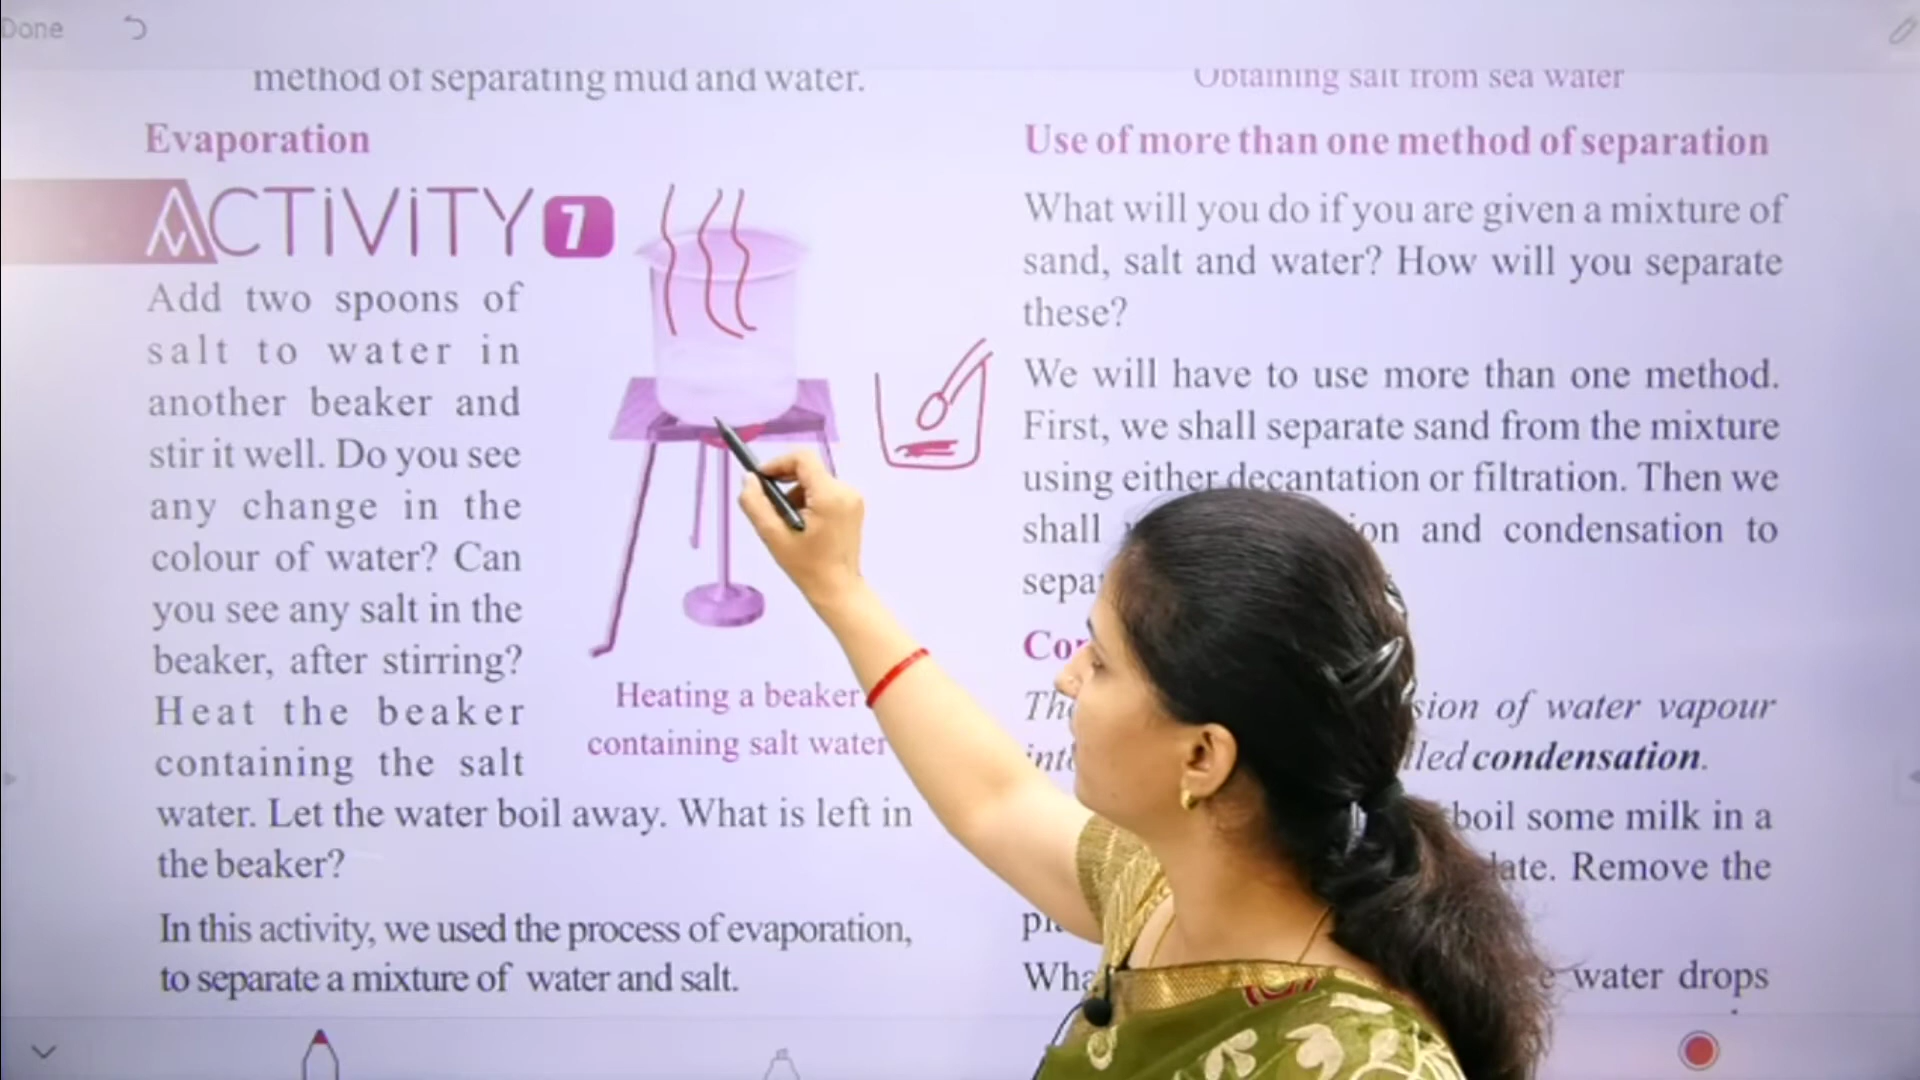 Done
method of separating mud and water.
Evaporation
ACTiViTY 7
Add two spoons of
salt to water in
another beaker and
stir it well. Do you see
any change in the
colour of water? Can
you see any salt in the
beaker, after stirring?
Heat the beaker
containing the salt
water. Let the water boil away. What is left in
the beaker?
In this activity, we used the process of evaporation,
to separate a mixture of water and salt.
Heating a beaker
containing salt water
Obtaining salt from sea water
Use of more than one method of separation
What will you do if you are given a mixture of
sand, salt and water? How will you separate
these?
We will have to use more than one method.
First, we shall separate sand from the mixture
using either decantation or filtration. Then we
shall and condensation to
of water vapour
condensation.
boil some milk in a
Remove the
water drops